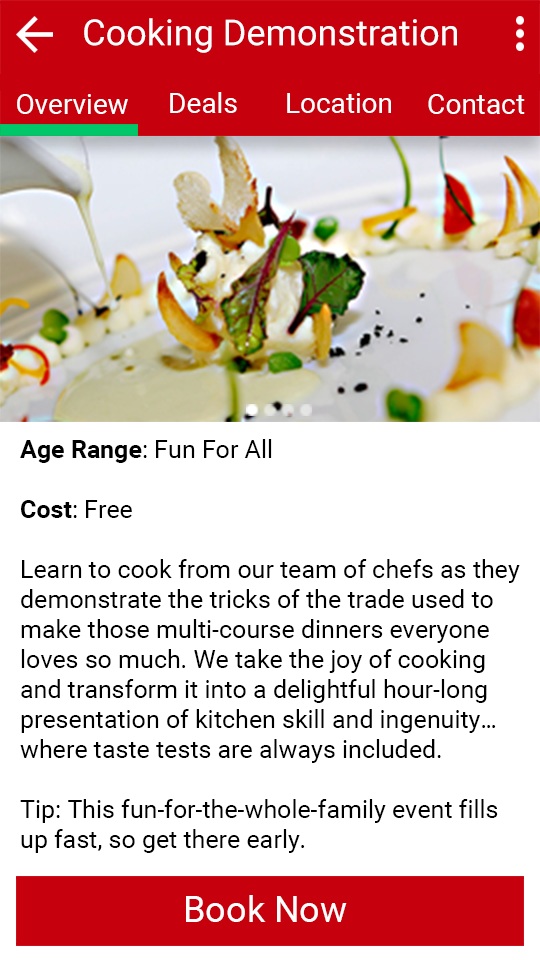 Cooking Demonstration
Overview Deals Location Contact
Age Range: Fun For All
Cost: Free
Learn to cook from our team of chefs as they
demonstrate the tricks of the trade used to
make those multi-course dinners everyone
loves so much. We take the joy of cooking
and transform it into a delightful hour-long
presentation of kitchen skill and ingenuity…
where taste tests are always included.
Tip: This fun-for-the-whole-family event fills
up fast, so get there early.
Book Now